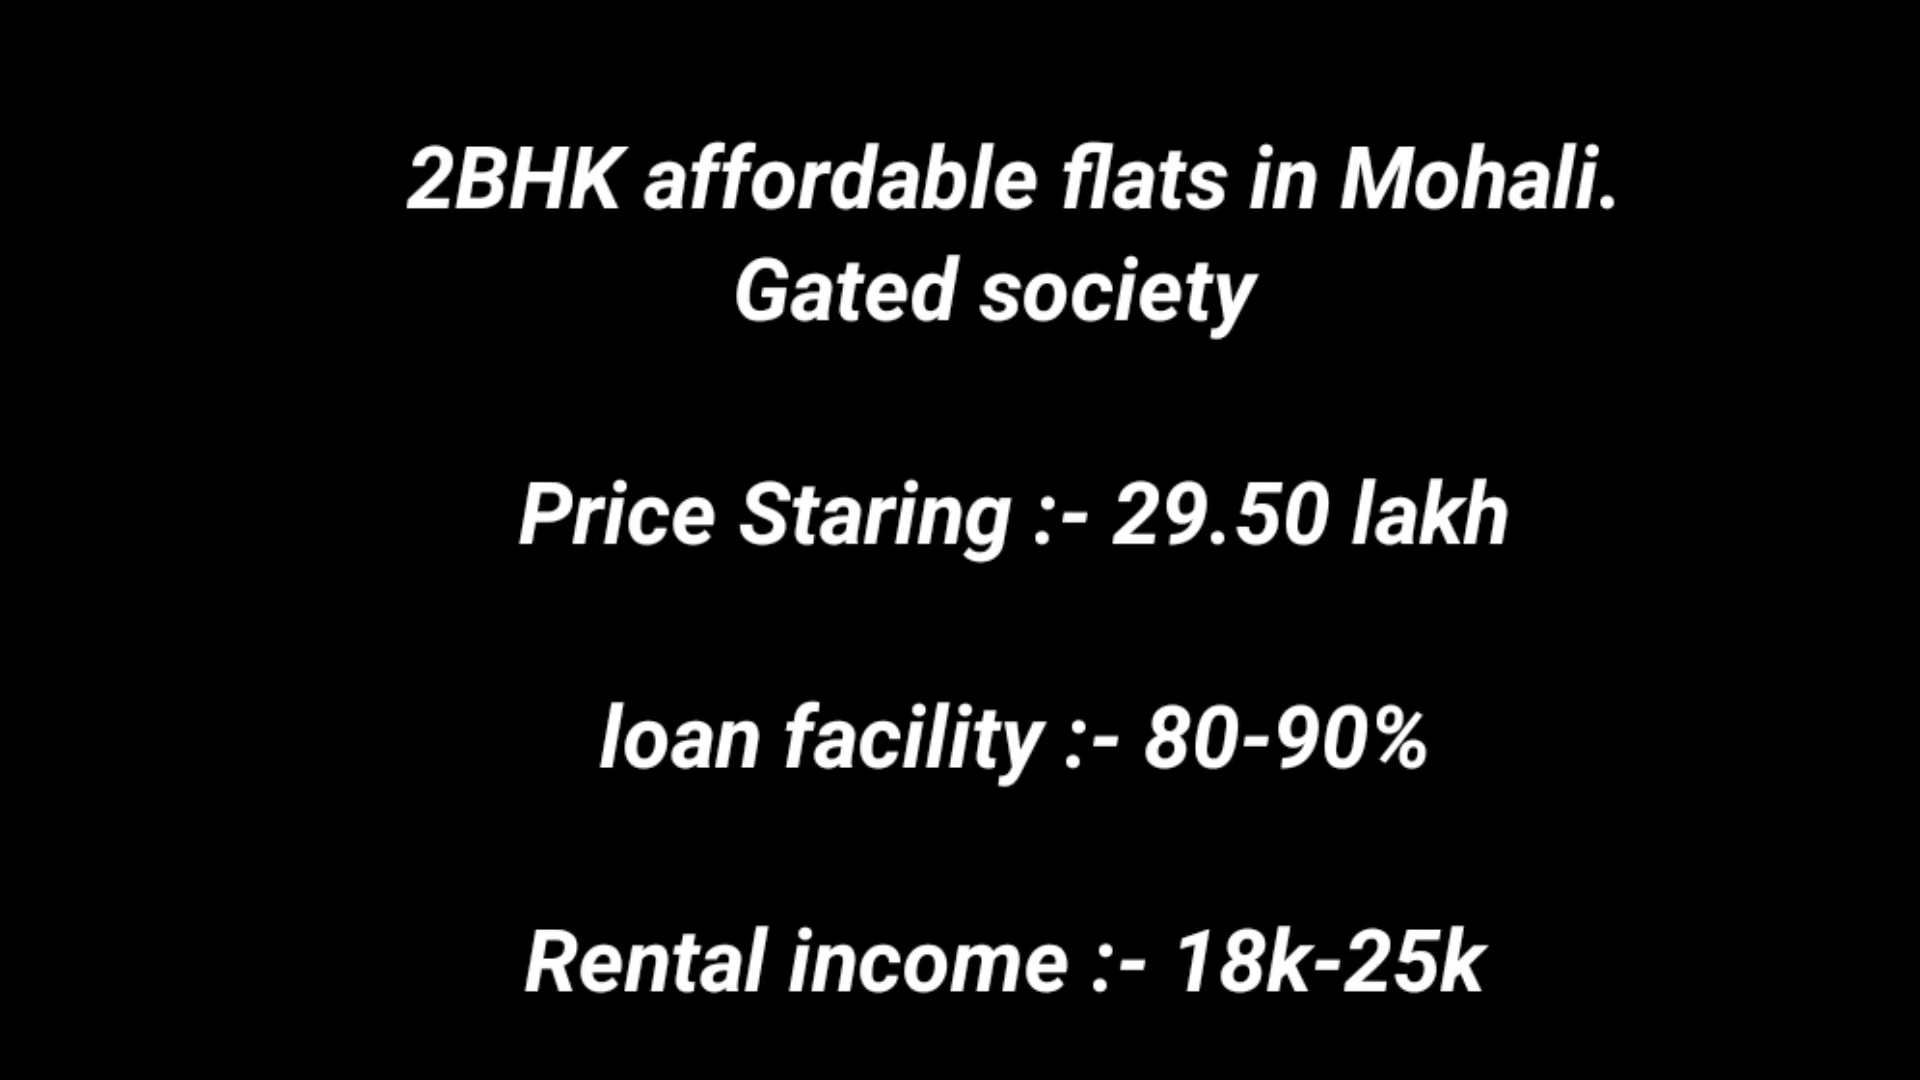 2BHK affordable flats in Mohali.
Gated society
Price Staring :- 29.50 lakh
loan facility :- 80-90%
Rental income :- 18k-25k